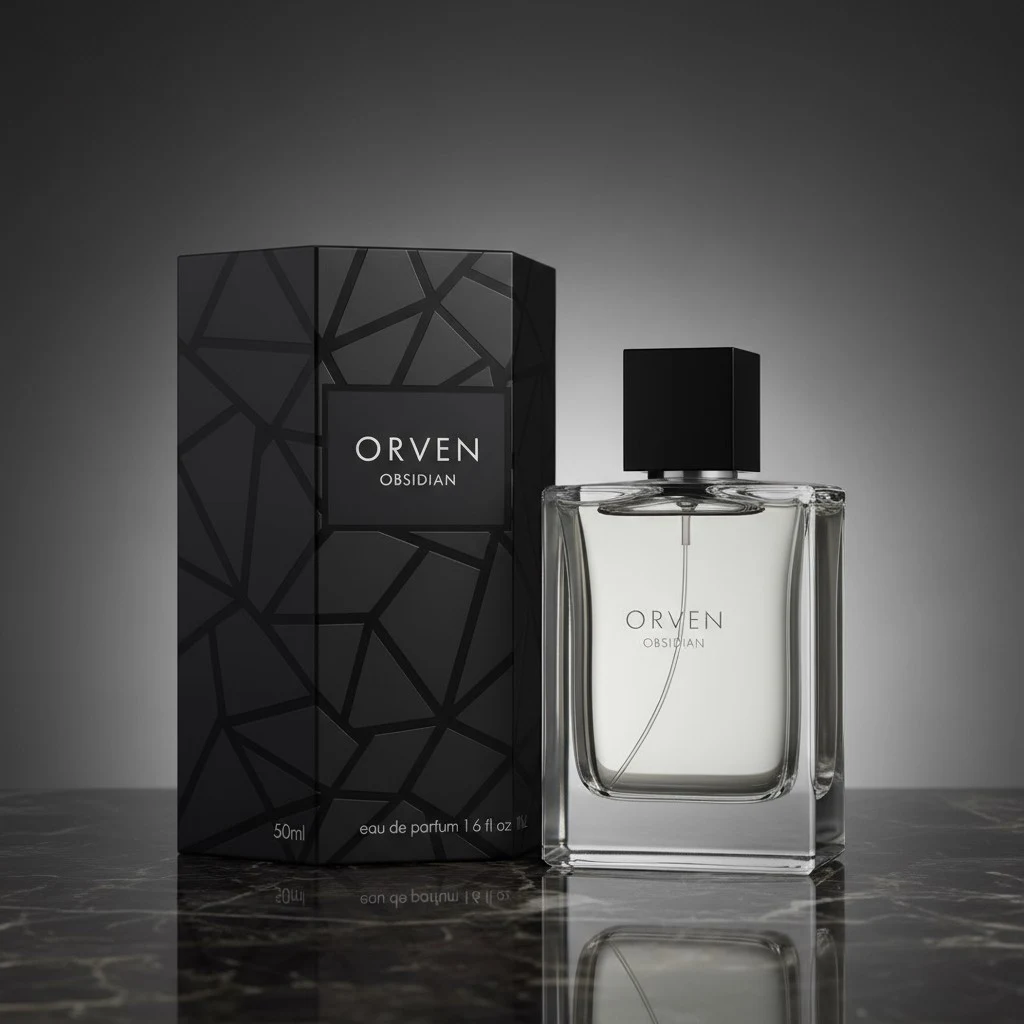 ORVEN
OBSIDIAN
50ml
eau de parfum 1 6 fl oz
ORVEN
OBSIDIAN